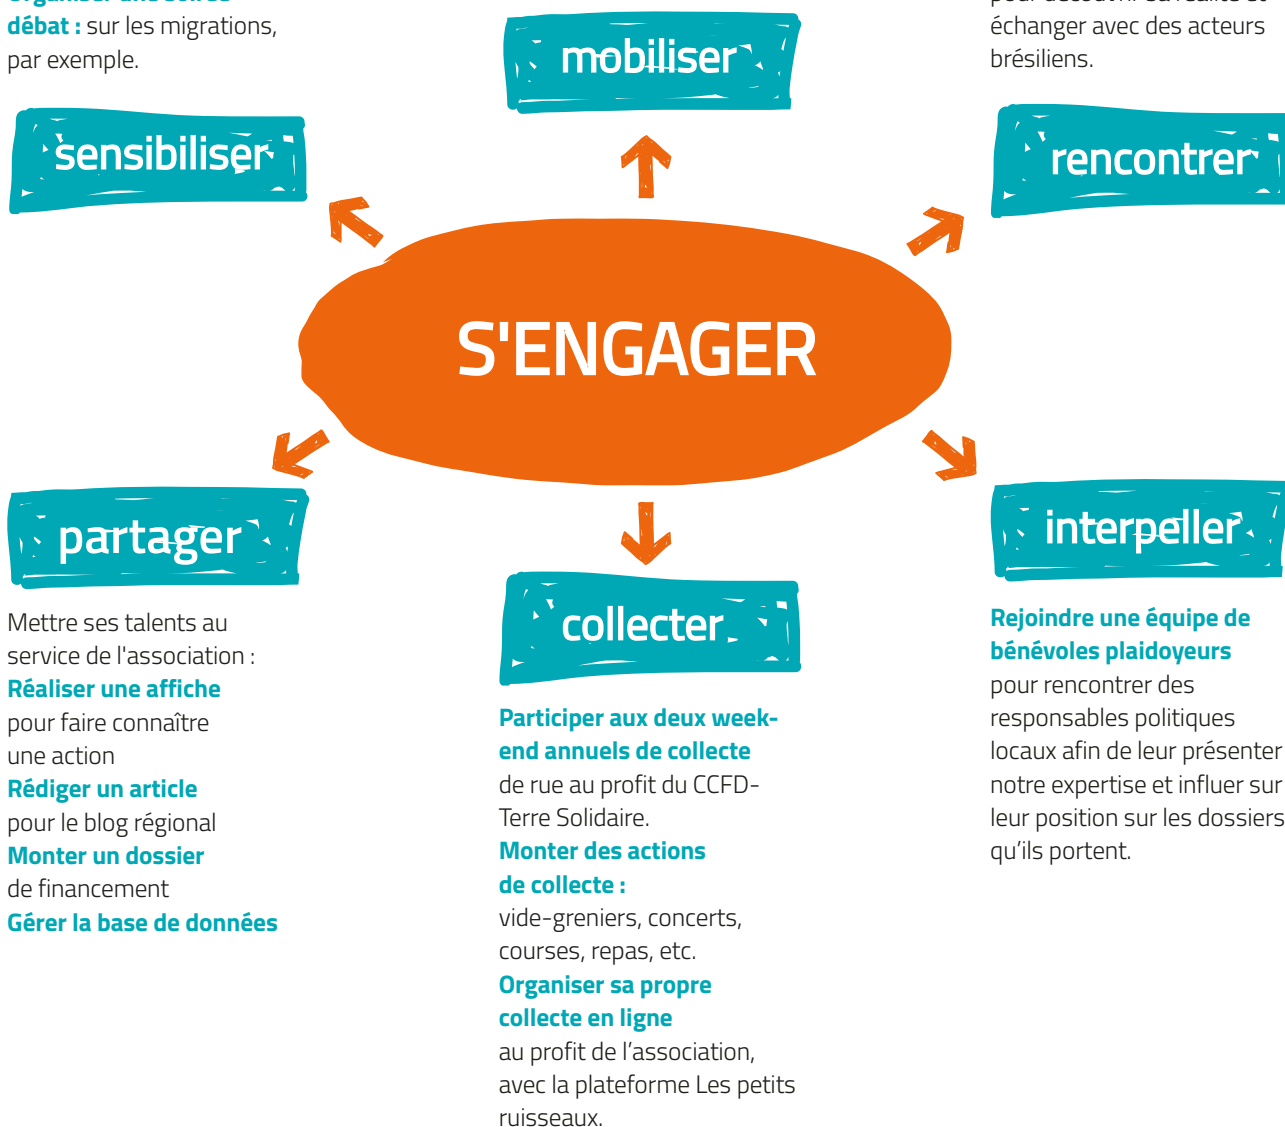 débat : sur les migrations,
par exemple.
échanger avec des acteurs
brésiliens.
mobiliser
sensibiliser
rencontrer
S'ENGAGER
partager
Mettre ses talents au
service de l'association :
Réaliser une affiche
pour faire connaître
une action
Rédiger un article
pour le blog régional
Monter un dossier
de financement
Gérer la base de données
collecter
Participer aux deux week-
end annuels de collecte
de rue au profit du CCFD-
Terre Solidaire.
Monter des actions
de collecte :
vide-greniers, concerts,
courses, repas, etc.
Organiser sa propre
collecte en ligne
au profit de l’association,
avec la plateforme Les petits
ruisseaux.
interpeller
Rejoindre une équipe de
bénévoles plaidoyeurs
pour rencontrer des
responsables politiques
locaux afin de leur présenter
notre expertise et influer sur
leur position sur les dossiers
qu’ils portent.